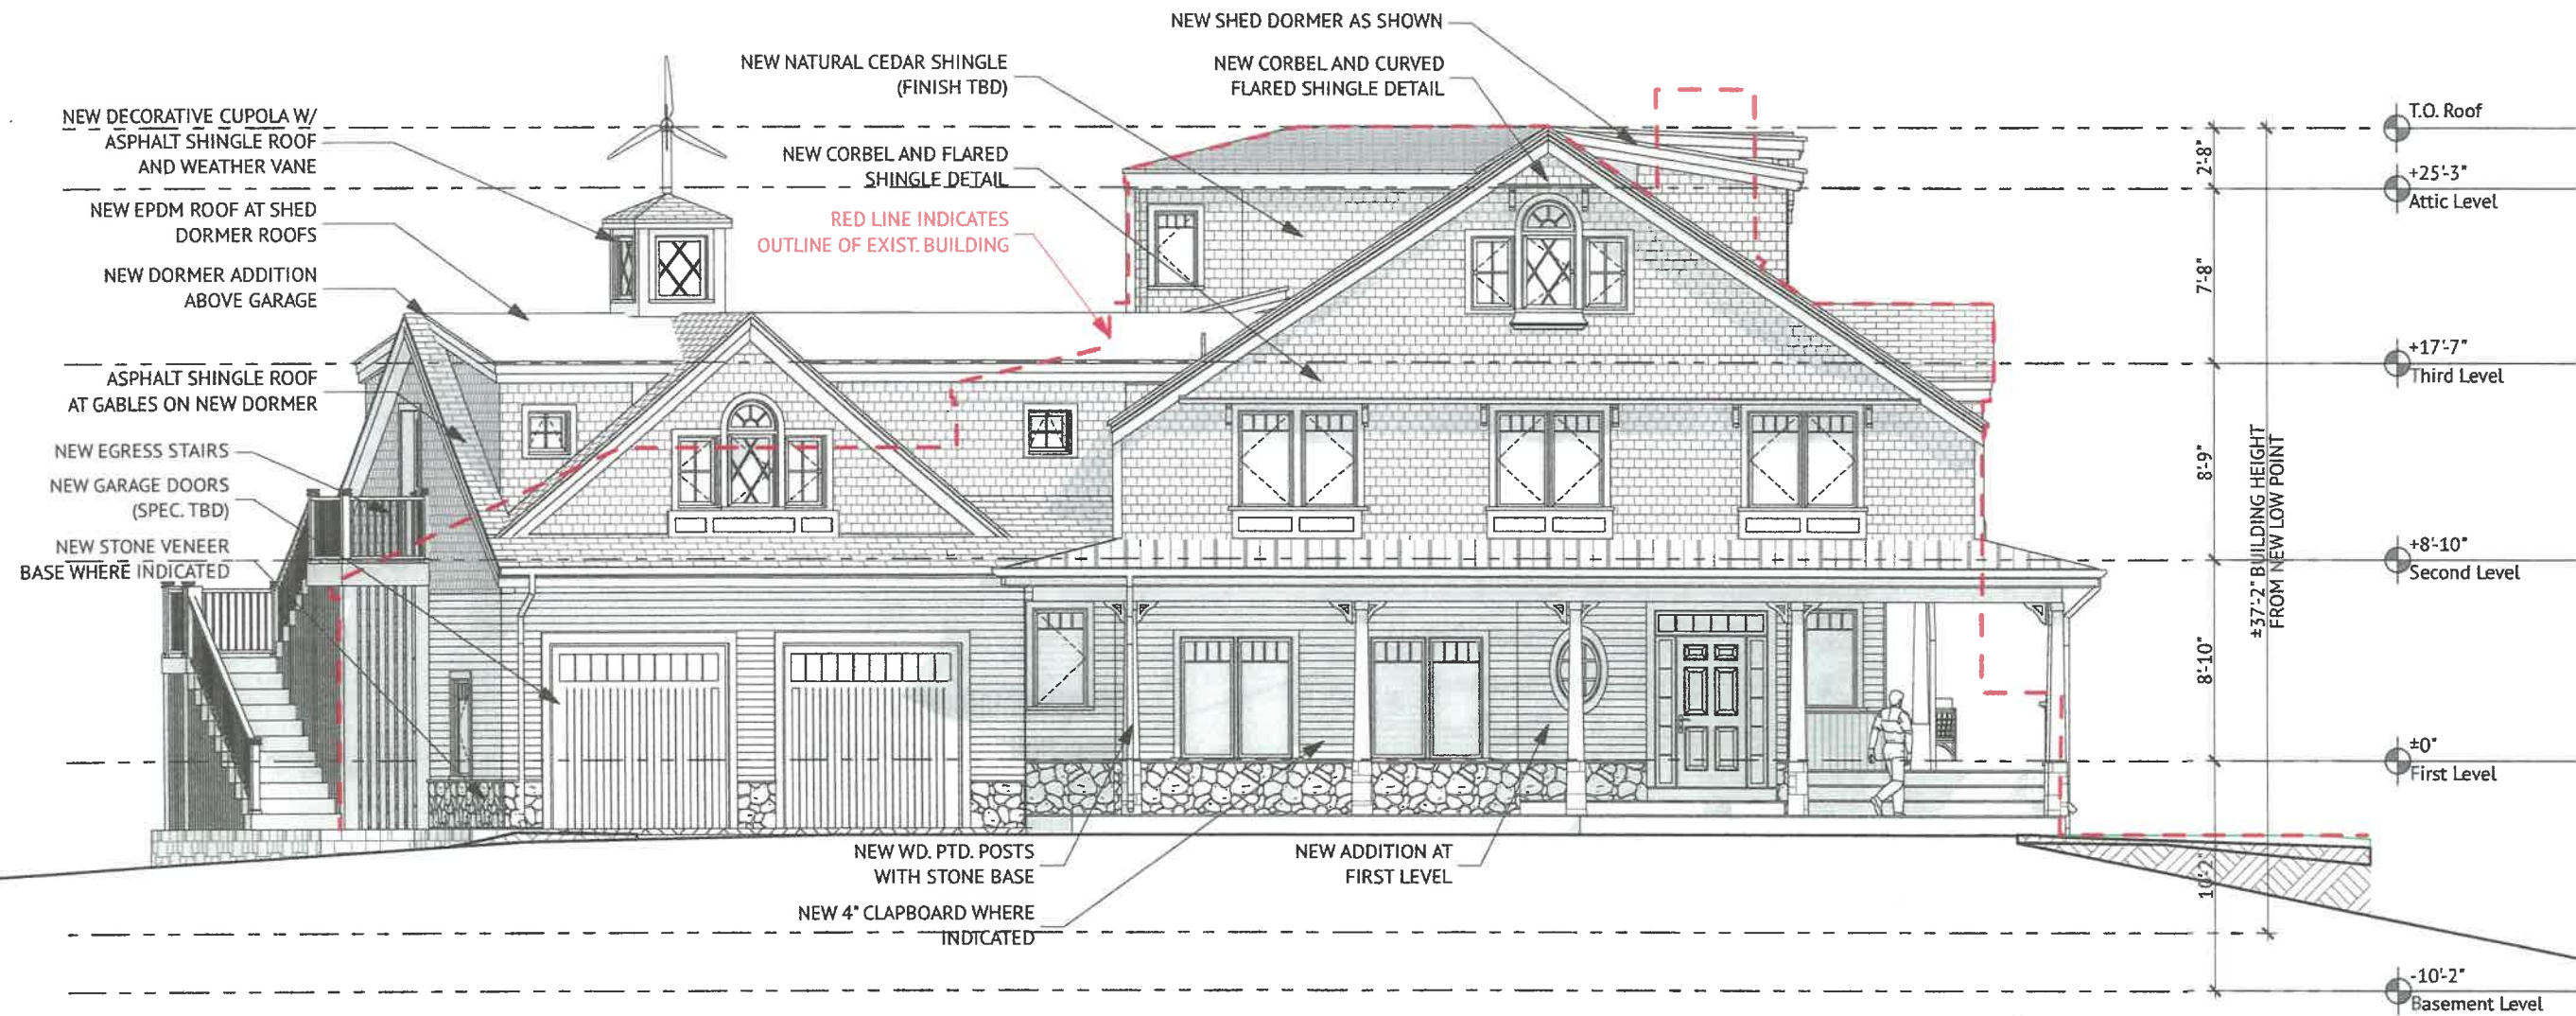 NEW SHED DORMER AS SHOWN
NEW NATURAL CEDAR SHINGLE
(FINISH TBD)
NEW CORBEL AND CURVED
FLARED SHINGLE DETAIL
NEW DECORATIVE CUPOLA W/
ASPHALT SHINGLE ROOF
AND WEATHER VANE
NEW CORBEL AND FLARED
SHINGLE DETAIL
NEW EPDM ROOF AT SHED
DORMER ROOFS
RED LINE INDICATES
OUTLINE OF EXIST. BUILDING
NEW DORMER ADDITION
ABOVE GARAGE
ASPHALT SHINGLE ROOF
AT GABLES ON NEW DORMER
NEW EGRESS STAIRS
NEW GARAGE DOORS
(SPEC. TBD)
NEW STONE VENEER
BASE WHERE INDICATED
NEW WD. PTD. POSTS
WITH STONE BASE
NEW ADDITION AT
FIRST LEVEL
NEW 4" CLAPBOARD WHERE
INDICATED
2'-8"
7'-8"
8'-9"
8'-10"
10'-2"
±37'-2" BUILDING HEIGHT
FROM NEW LOW POINT
T.O. Roof
+25'-3"
Attic Level
+17'-7"
Third Level
+8'-10"
Second Level
±0"
First Level
-10'-2"
Basement Level